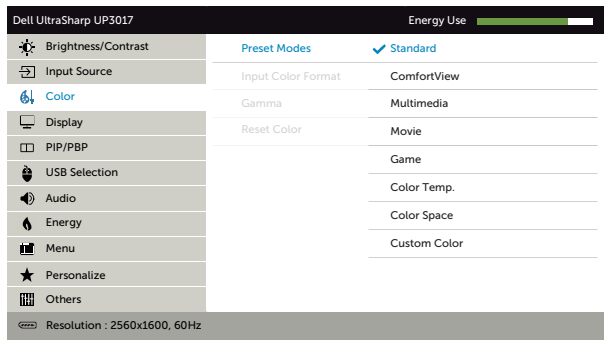 Dell UltraSharp UP3017 Energy Use
Brightness/Contrast Preset Modes Standard
Input Source Input Color Format ComfortView
Color Gamma Multimedia
Display Reset Color Movie
PIP/PBP Game
USB Selection Color Temp.
Audio Color Space
Energy Custom Color
Menu
Personalize
Others
Resolution : 2560x1600, 60Hz